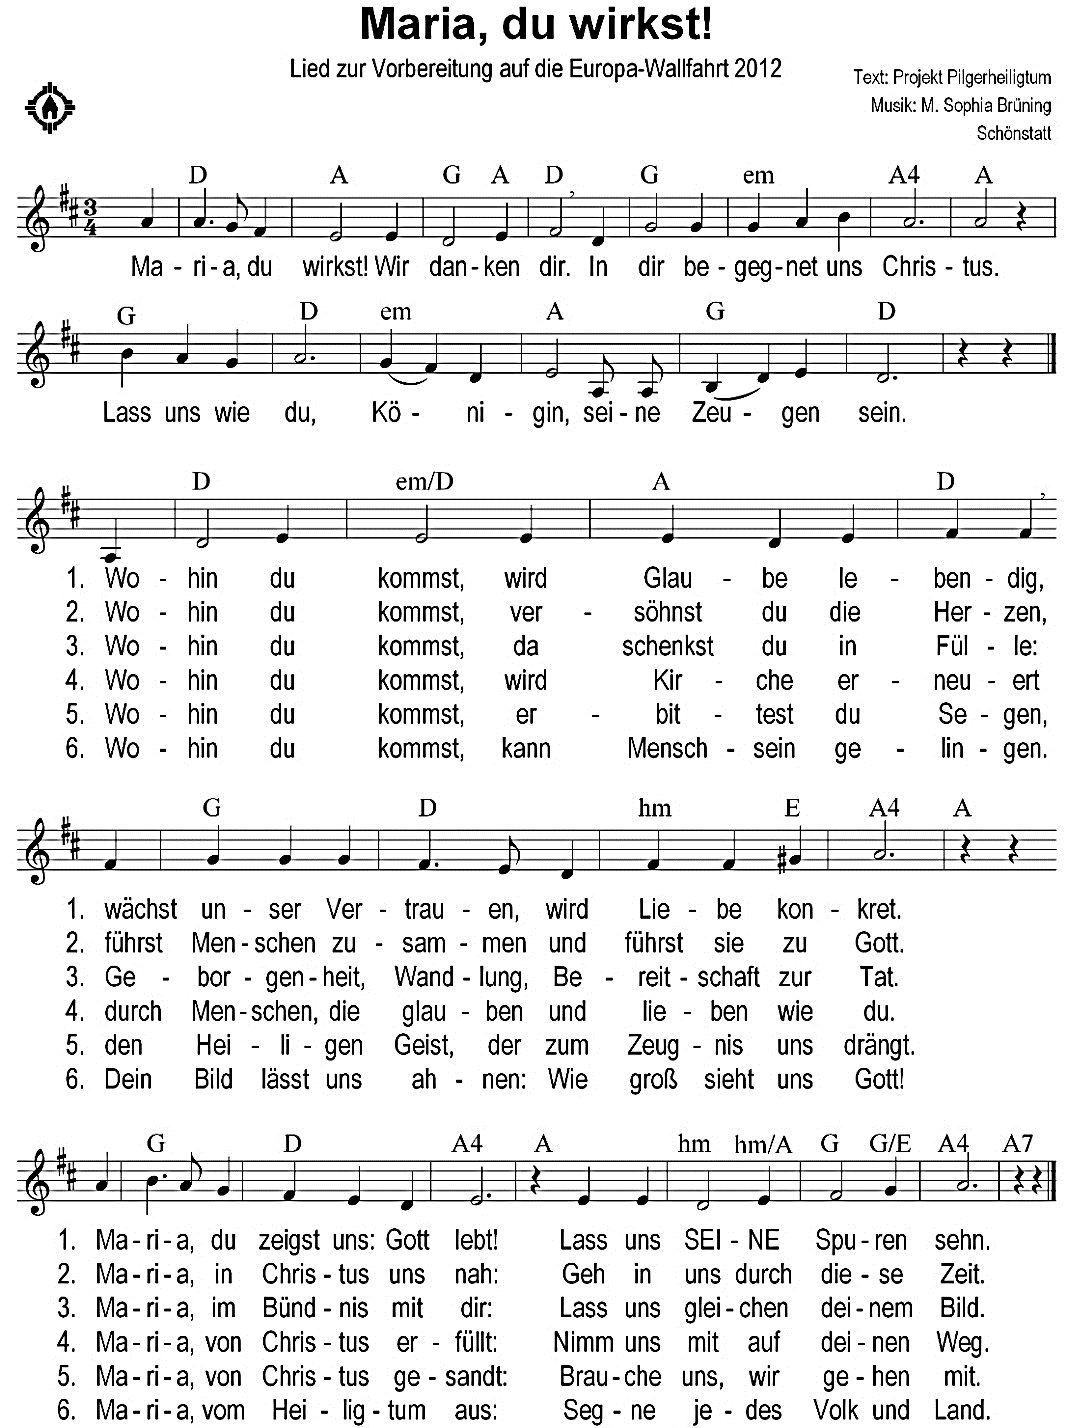 Maria, du wirkst!
Lied zur Vorbereitung auf die Europa-Wallfahrt 2012
Text: Projekt Pilgerheiligtum
Musik: M. Sophia Brüning
Schönstatt
D A G A D G em A4 A
3
4
Ma - ri - a, du wirkst! Wir dan - ken dir. In dir be - geg - net uns Chris - tus.
G D em A G D
Lass uns wie du, Kö - ni - gin, sei - ne Zeu - gen sein.
D em/D A D
1. Wo - hin du kommst, wird Glau - be le - ben - dig,
2. Wo - hin du kommst, ver - söhnst du die Her - zen,
3. Wo - hin du kommst, da schenkst du in Fül - le:
4. Wo - hin du kommst, wird Kir - che er - neu - ert
5. Wo - hin du kommst, er - bit - test du Se - gen,
6. Wo - hin du kommst, kann Mensch - sein ge - lin - gen.
G D hm E A4 A
1. wächst un - ser Ver - trau - en, wird Lie - be kon - kret.
2. führst Men - schen zu - sam - men und führst sie zu Gott.
3. Ge - bor - gen - heit, Wand - lung, Be - reit - schaft zur Tat.
4. durch Men - schen, die glau - ben und lie - ben wie du.
5. den Hei - li - gen Geist, der zum Zeug - nis uns drängt.
6. Dein Bild lässt uns ah - nen: Wie groß sieht uns Gott!
G D A4 A hm hm/A G G/E A4 A7
1. Ma - ri - a, du zeigst uns: Gott lebt! Lass uns SEI - NE Spu - ren sehn.
2. Ma - ri - a, in Chris - tus uns nah: Geh in uns durch die - se Zeit.
3. Ma - ri - a, im Bünd - nis mit dir: Lass uns glei - chen dei - nem Bild.
4. Ma - ri - a, von Chris - tus er - füllt: Nimm uns mit auf dei - nen Weg.
5. Ma - ri - a, von Chris - tus ge - sandt: Brau - che uns, wir ge - hen mit.
6. Ma - ri - a, vom Hei - lig - tum aus: Seg - ne je - des Volk und Land.